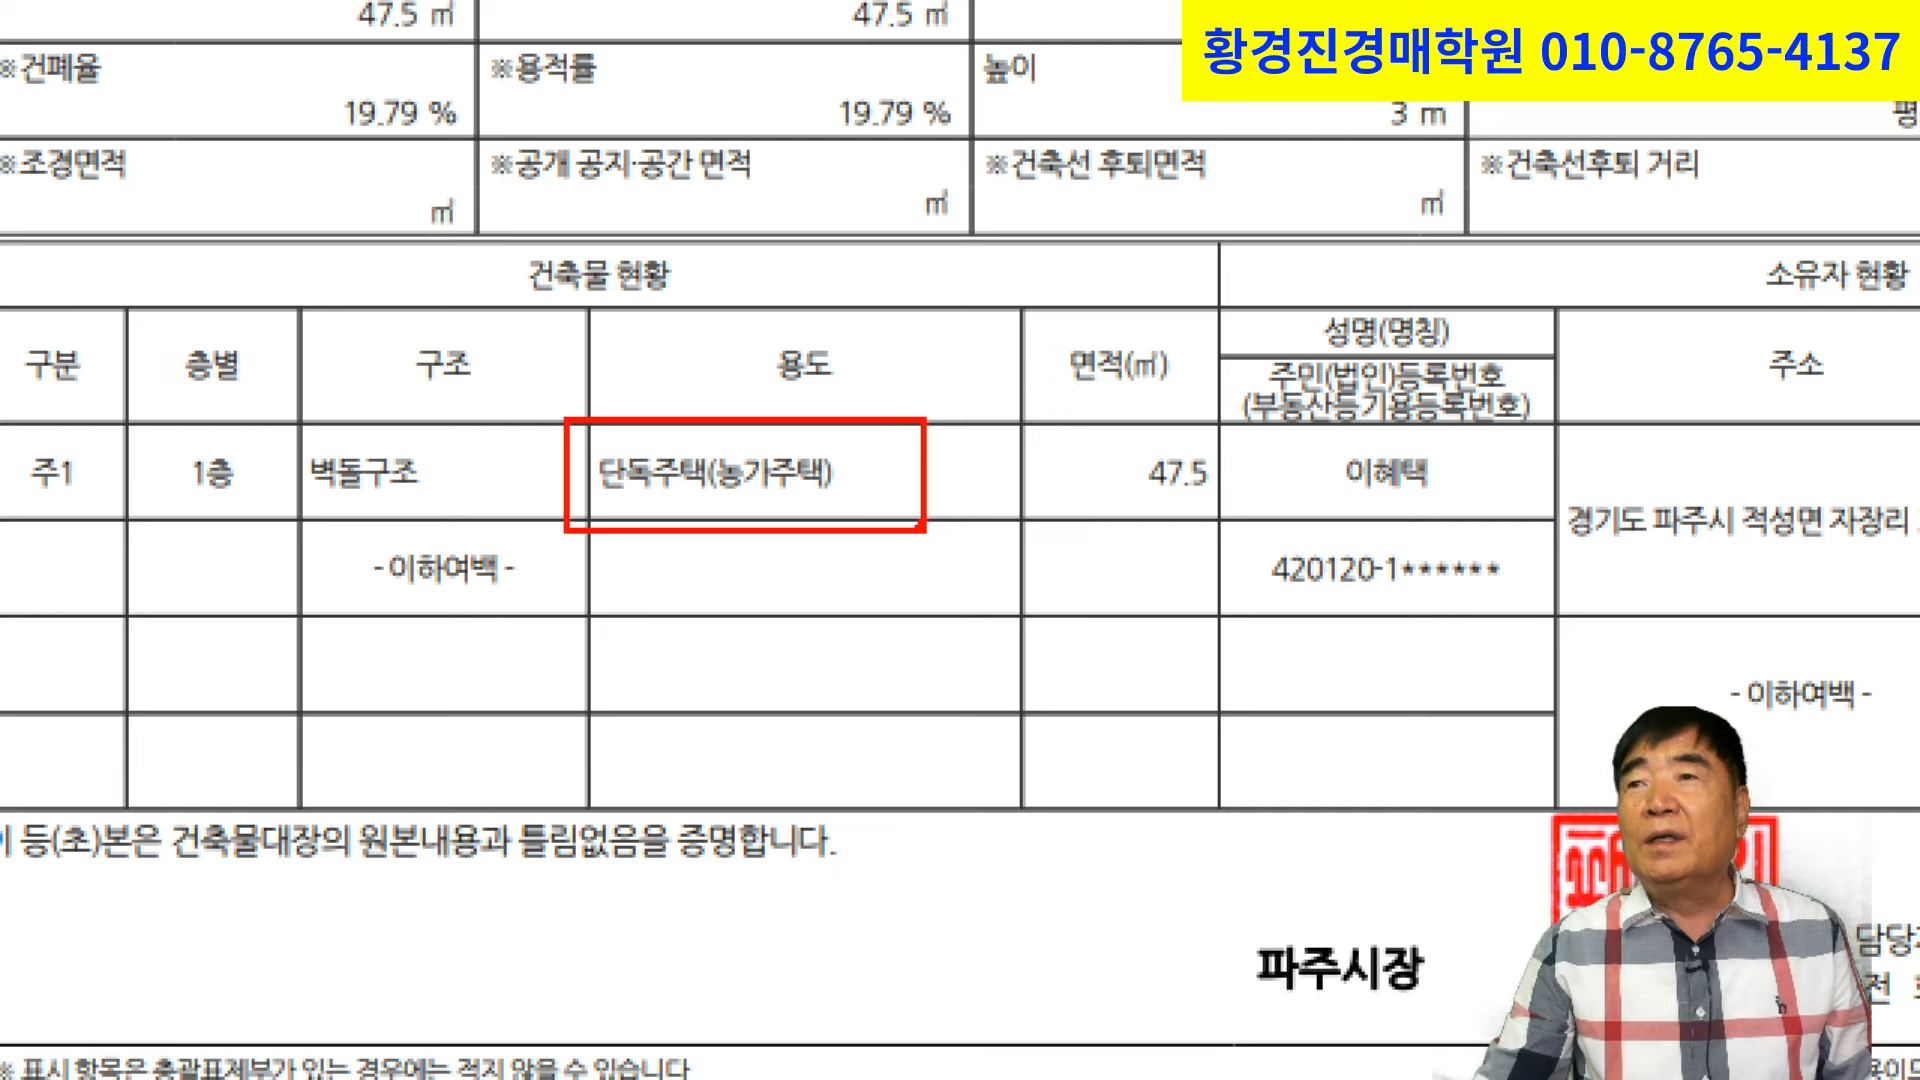 47.5 ㎡
47.5 ㎡
황경진경매학원 010-8765-4137
※건폐율
19.79 %
※용적률
19.79 %
높이
3 m
※조경면적
㎡
※공개 공지·공간 면적
㎡
※건축선 후퇴면적
㎡
※건축선후퇴 거리
건축물 현황
소유자 현황
구분
층별
구조
용도
면적(㎡)
성명(명칭)
주민(법인)등록번호
(부동산등기용등록번호)
주소
주1
1층
벽돌구조
단독주택(농가주택)
47.5
이혜택
경기도 파주시 적성면 자장리
- 이하여백 -
420120-1******
- 이하여백 -
이 등(초)본은 건축물대장의 원본내용과 틀림없음을 증명합니다.
파주시장
담당
전
※ 표시 항목은 총괄표제부가 있는 경우에는 적지 않을 수 있습니다